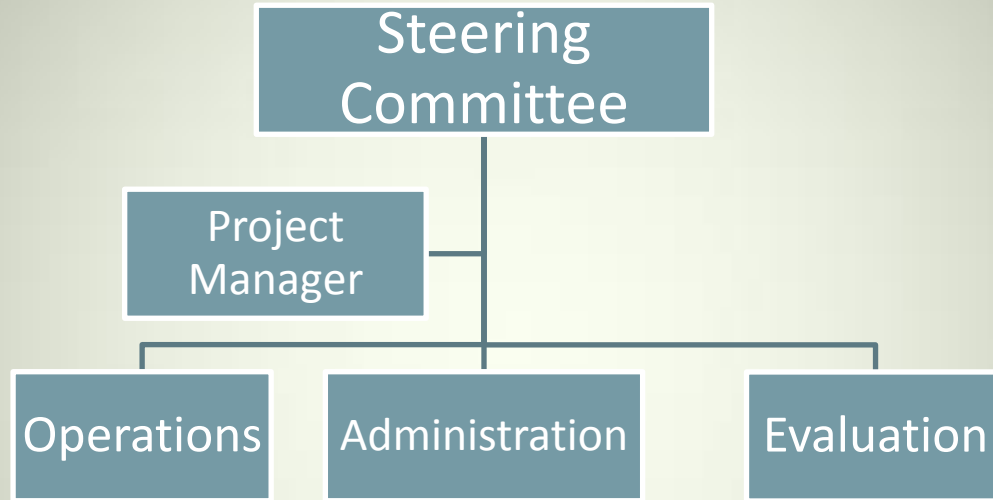 Steering
Committee
Project
Manager
Operations
Administration
Evaluation